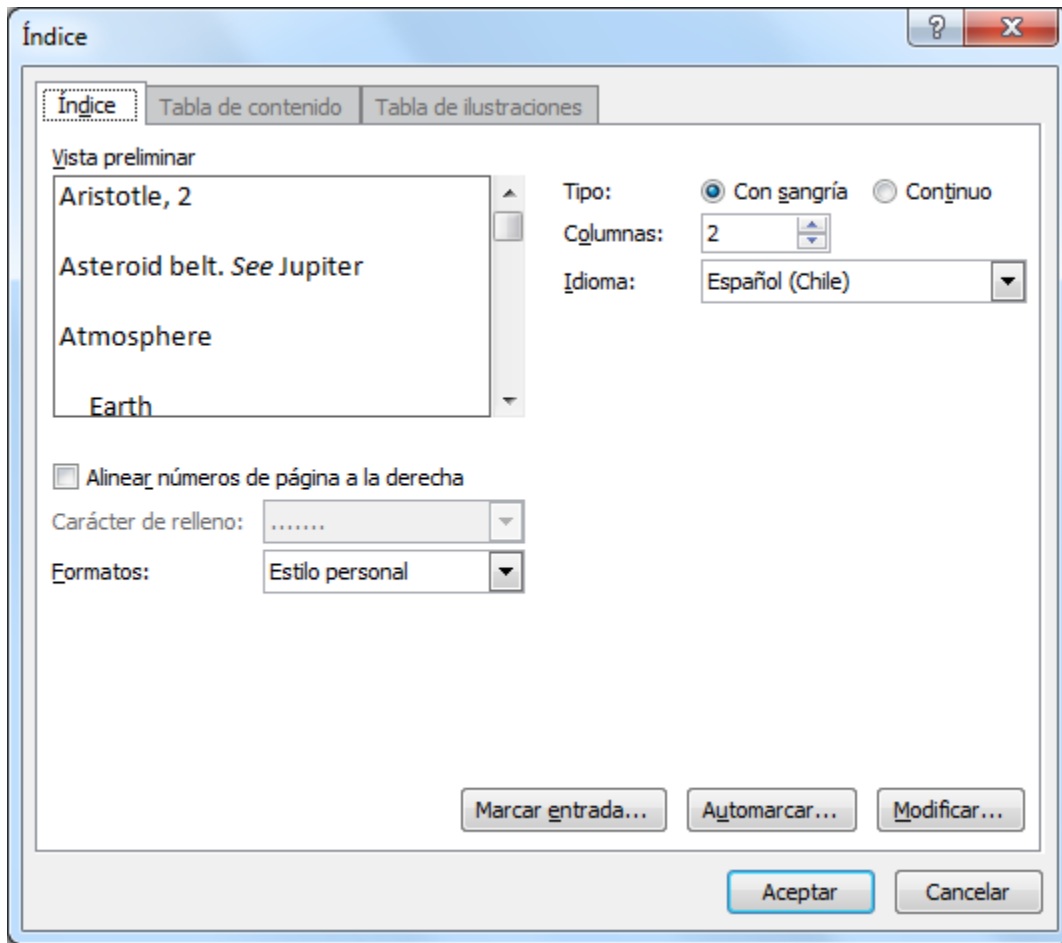 Índice
Índice Tabla de contenido Tabla de ilustraciones
Vista preliminar
Aristotle, 2
Asteroid belt. See Jupiter
Atmosphere
Earth
Tipo: Con sangría Continuo
Columnas: 2
Idioma: Español (Chile)
Alinear números de página a la derecha
Carácter de relleno: .......
Formatos: Estilo personal
Marcar entrada... Automarcar... Modificar...
Aceptar Cancelar